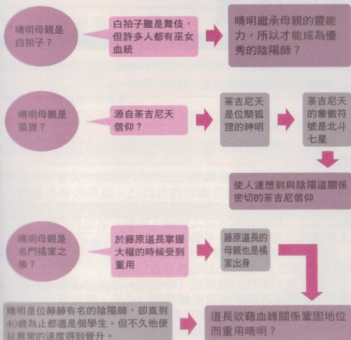 晴明母親是
白拍子？
白拍子雖是舞伎，
但許多人都有巫女
血統
晴明繼承母親的靈能
力，所以才能成為優
秀的陰陽師？
晴明母親是
狐狸？
源自荼吉尼天
信仰？
荼吉尼天
是位騎狐
狸的神明
荼吉尼天
的象徵符
號是北斗
七星
使人連想到與陰陽道關係
密切的荼吉尼信仰
晴明母親是
名門橘家之
後？
於藤原道長掌握
大權的時候受到
重用
藤原道長的
母親也是橘
家出身
晴明是位赫赫有名的陰陽師，卻直到
40歲為止都還是個學生。但不久他便
以異常的速度得到晉升。
道長欲藉血緣關係鞏固地位
而重用晴明？